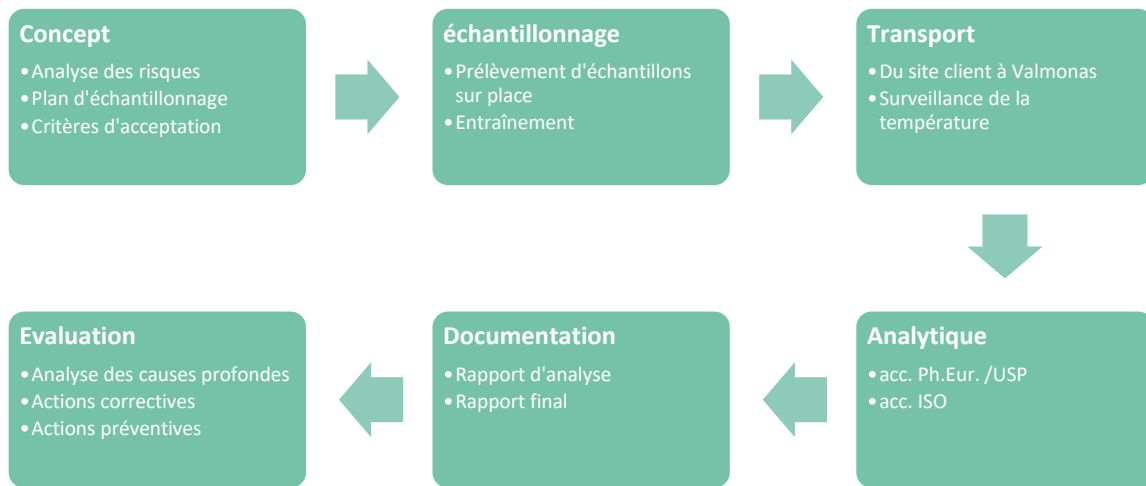 Concept
•Analyse des risques
•Plan d'échantillonnage
•Critères d'acceptation
échantillonnage
•Prélèvement d'échantillons
sur place
•Entraînement
Transport
•Du site client à Valmonas
•Surveillance de la
température
Analytique
•acc. Ph.Eur. /USP
•acc. ISO
Documentation
•Rapport d'analyse
•Rapport final
Evaluation
•Analyse des causes profondes
•Actions correctives
•Actions préventives